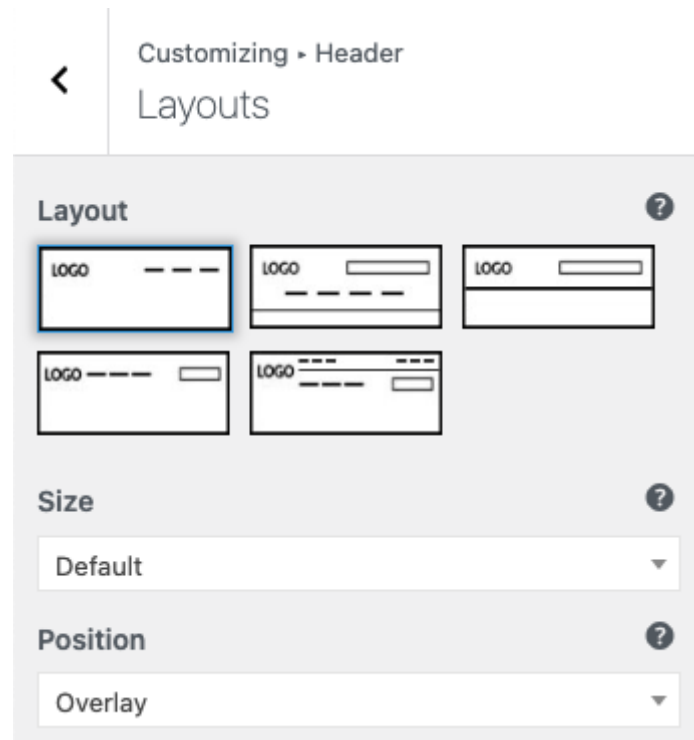 Customizing ▸ Header
Layouts
Layout
LOGO
LOGO
LOGO
LOGO
LOGO
Size
Default
Position
Overlay